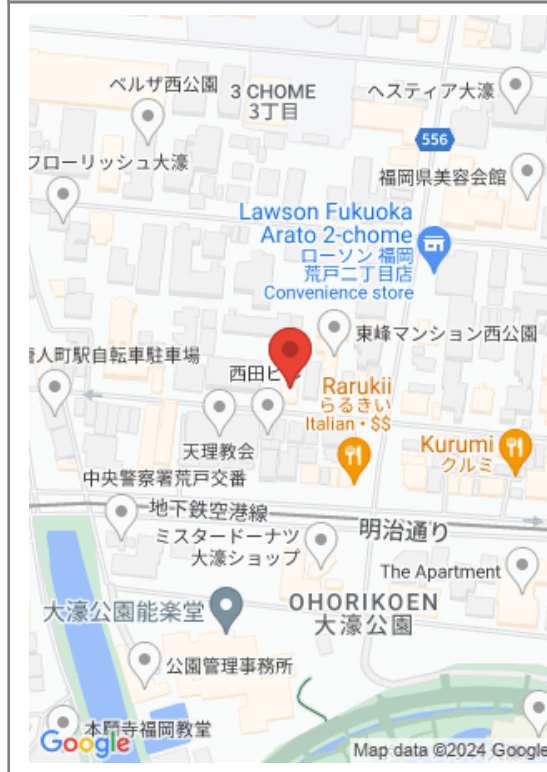 ベルザ西公園
3 CHOME
3丁目
ヘスティア大濠
556
フローリッシュ大濠
福岡県美容会館
Lawson Fukuoka
Arato 2-chome
ローソン 福岡
荒戸二丁目店
Convenience store
東峰マンション西公園
人町駅自転車駐車場
西田ビ
Rarukii
らるきい
Italian • $$
天理教会
Kurumi
クルミ
中央警察署荒戸交番
地下鉄空港線
明治通り
ミスタードーナツ
大濠ショップ
The Apartment
大濠公園能楽堂
OHORIKOEN
大濠公園
公園管理事務所
本願寺福岡教堂
Google
Map data ©2024 Google